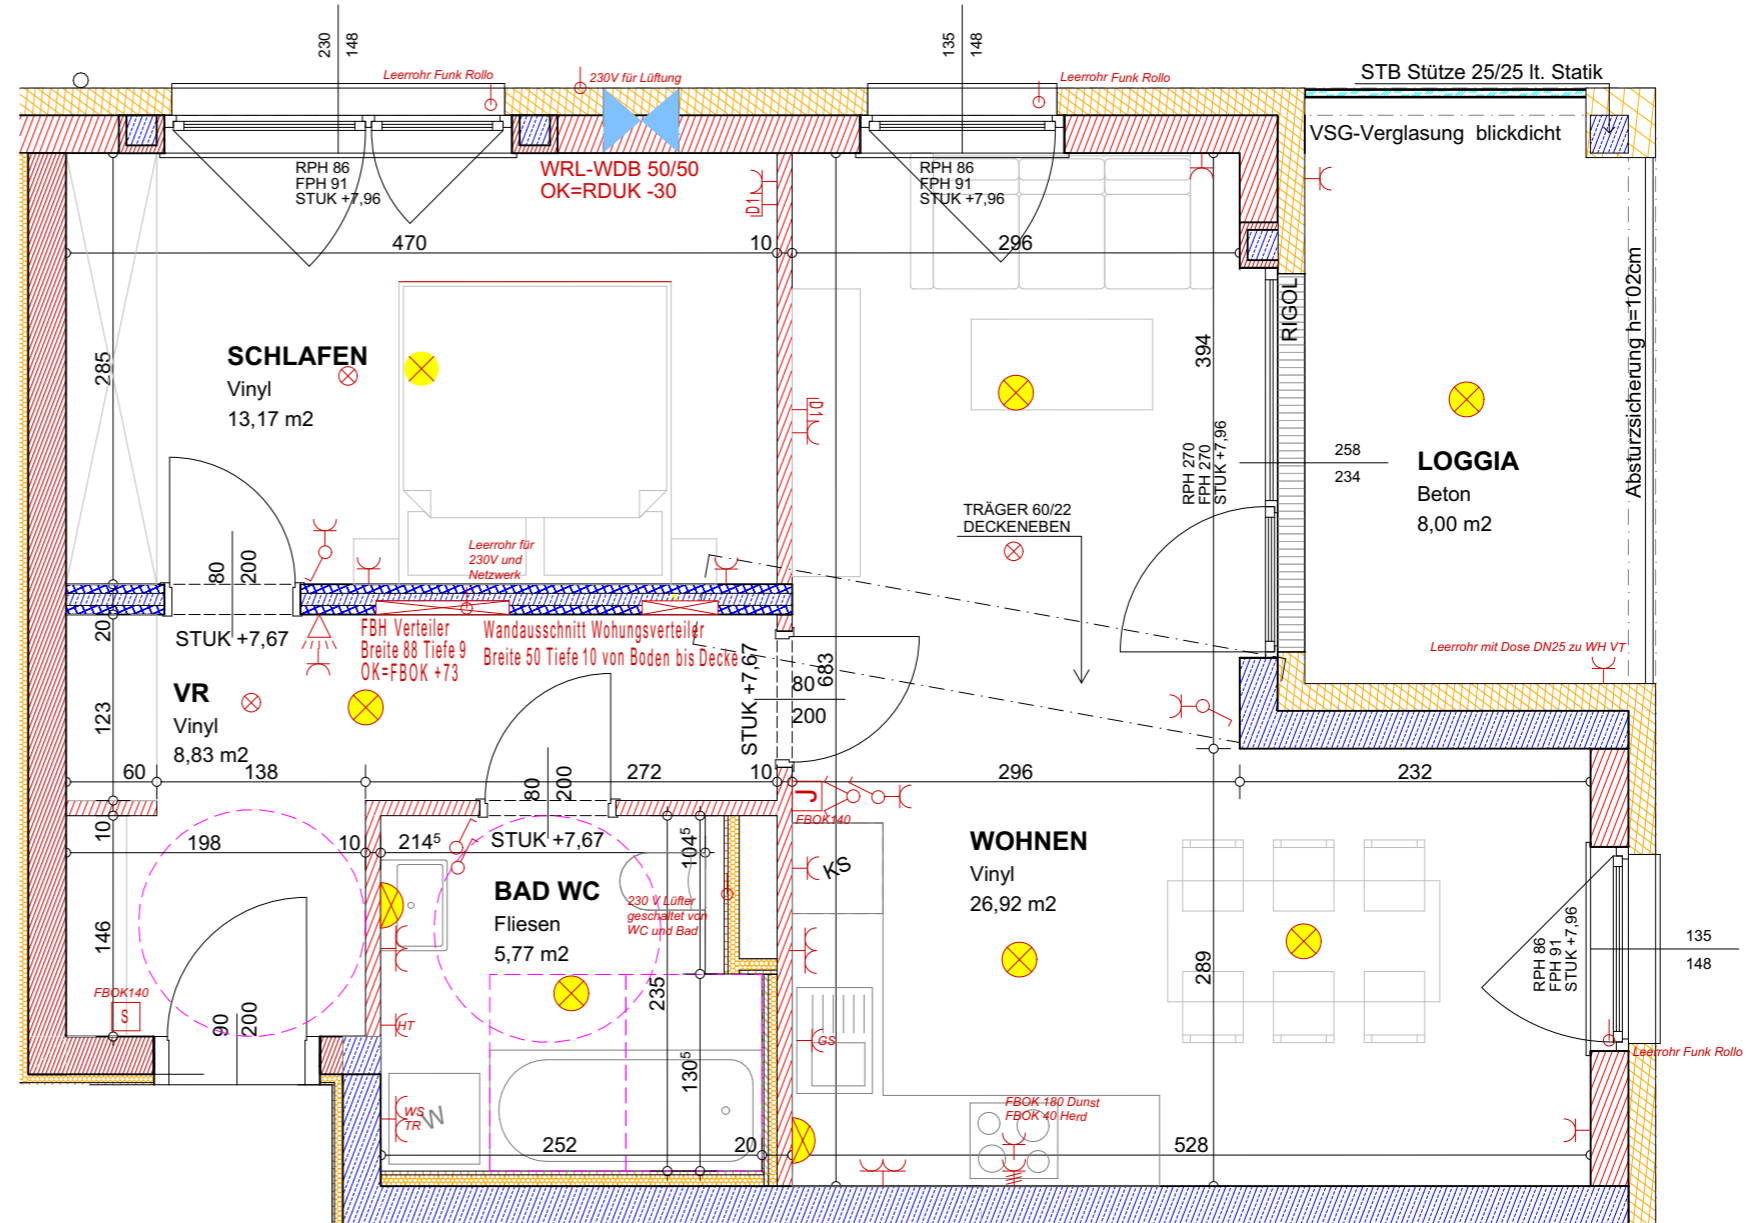 230
148
135
148
Leerrohr Funk Rollo
230V für Lüftung
Leerrohr Funk Rollo
STB Stütze 25/25 lt. Statik
VSG-Verglasung blickdicht
RPH 86
FPH 91
STUK +7,96
WRL-WDB 50/50
OK=RDUK -30
D1
RPH 86
FPH 91
STUK +7,96
470
10
296
RIGOL
Absturzsicherung h=102cm
285
SCHLAFEN
Vinyl
13,17 m2
394
D1
RPH 270
FPH 270
STUK +7,96
258
234
LOGGIA
Beton
8,00 m2
TRÄGER 60/22
DECKENEBEN
80
200
Leerrohr für
230V und
Netzwerk
20
STUK +7,67
FBH Verteiler
Breite 88 Tiefe 9
OK=FBOK +73
Wandausschnitt Wohungsverteiler
Breite 50 Tiefe 10 von Boden bis Decke
STUK +7,67
683
80
200
Leerrohr mit Dose DN25 zu WH VT
VR
Vinyl
8,83 m2
123
60
138
80
200
272
10
296
232
J
FBOK140
10
198
10
214⁵
STUK +7,67
104⁵
KS
WOHNEN
Vinyl
26,92 m2
BAD WC
Fliesen
5,77 m2
230 V Lüfter
geschaltet von
WC und Bad
146
FBOK140
S
90
200
HT
235
289
GS
RPH 86
FPH 91
STUK +7,96
135
148
Leerrohr Funk Rollo
130⁵
WS
TR
W
FBOK 180 Dunst
FBOK 40 Herd
252
20
528